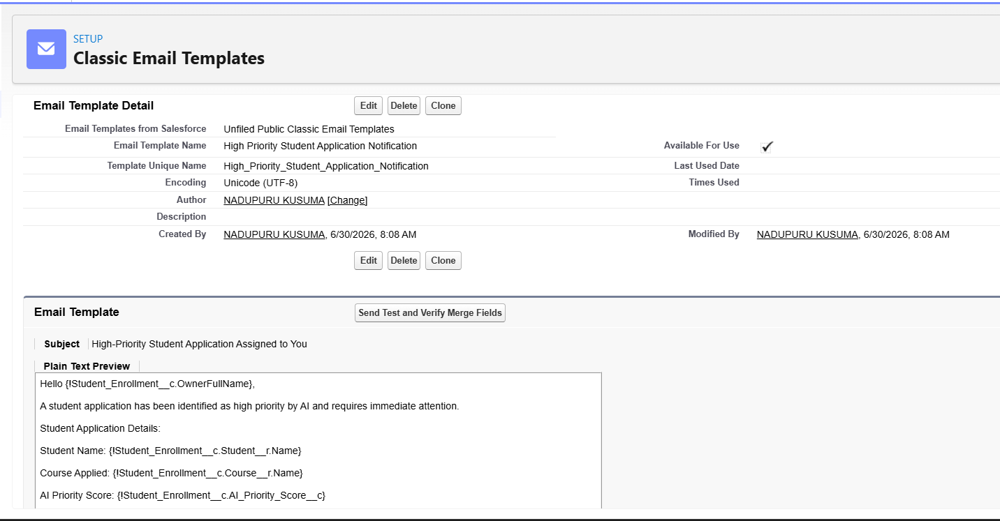 SETUP
Classic Email Templates
Email Template Detail
Edit Delete Clone
Email Templates from Salesforce Unfiled Public Classic Email Templates
Email Template Name High Priority Student Application Notification Available For Use
Template Unique Name High_Priority_Student_Application_Notification Last Used Date
Encoding Unicode (UTF-8) Times Used
Author NADUPURU KUSUMA [Change]
Description
Created By NADUPURU KUSUMA, 6/30/2026, 8:08 AM Modified By NADUPURU KUSUMA, 6/30/2026, 8:08 AM
Edit Delete Clone
Email Template Send Test and Verify Merge Fields
Subject High-Priority Student Application Assigned to You
Plain Text Preview
Hello {!Student_Enrollment__c.OwnerFullName},
A student application has been identified as high priority by AI and requires immediate attention.
Student Application Details:
Student Name: {!Student_Enrollment__c.Student__r.Name}
Course Applied: {!Student_Enrollment__c.Course__r.Name}
AI Priority Score: {!Student_Enrollment__c.AI_Priority_Score__c}